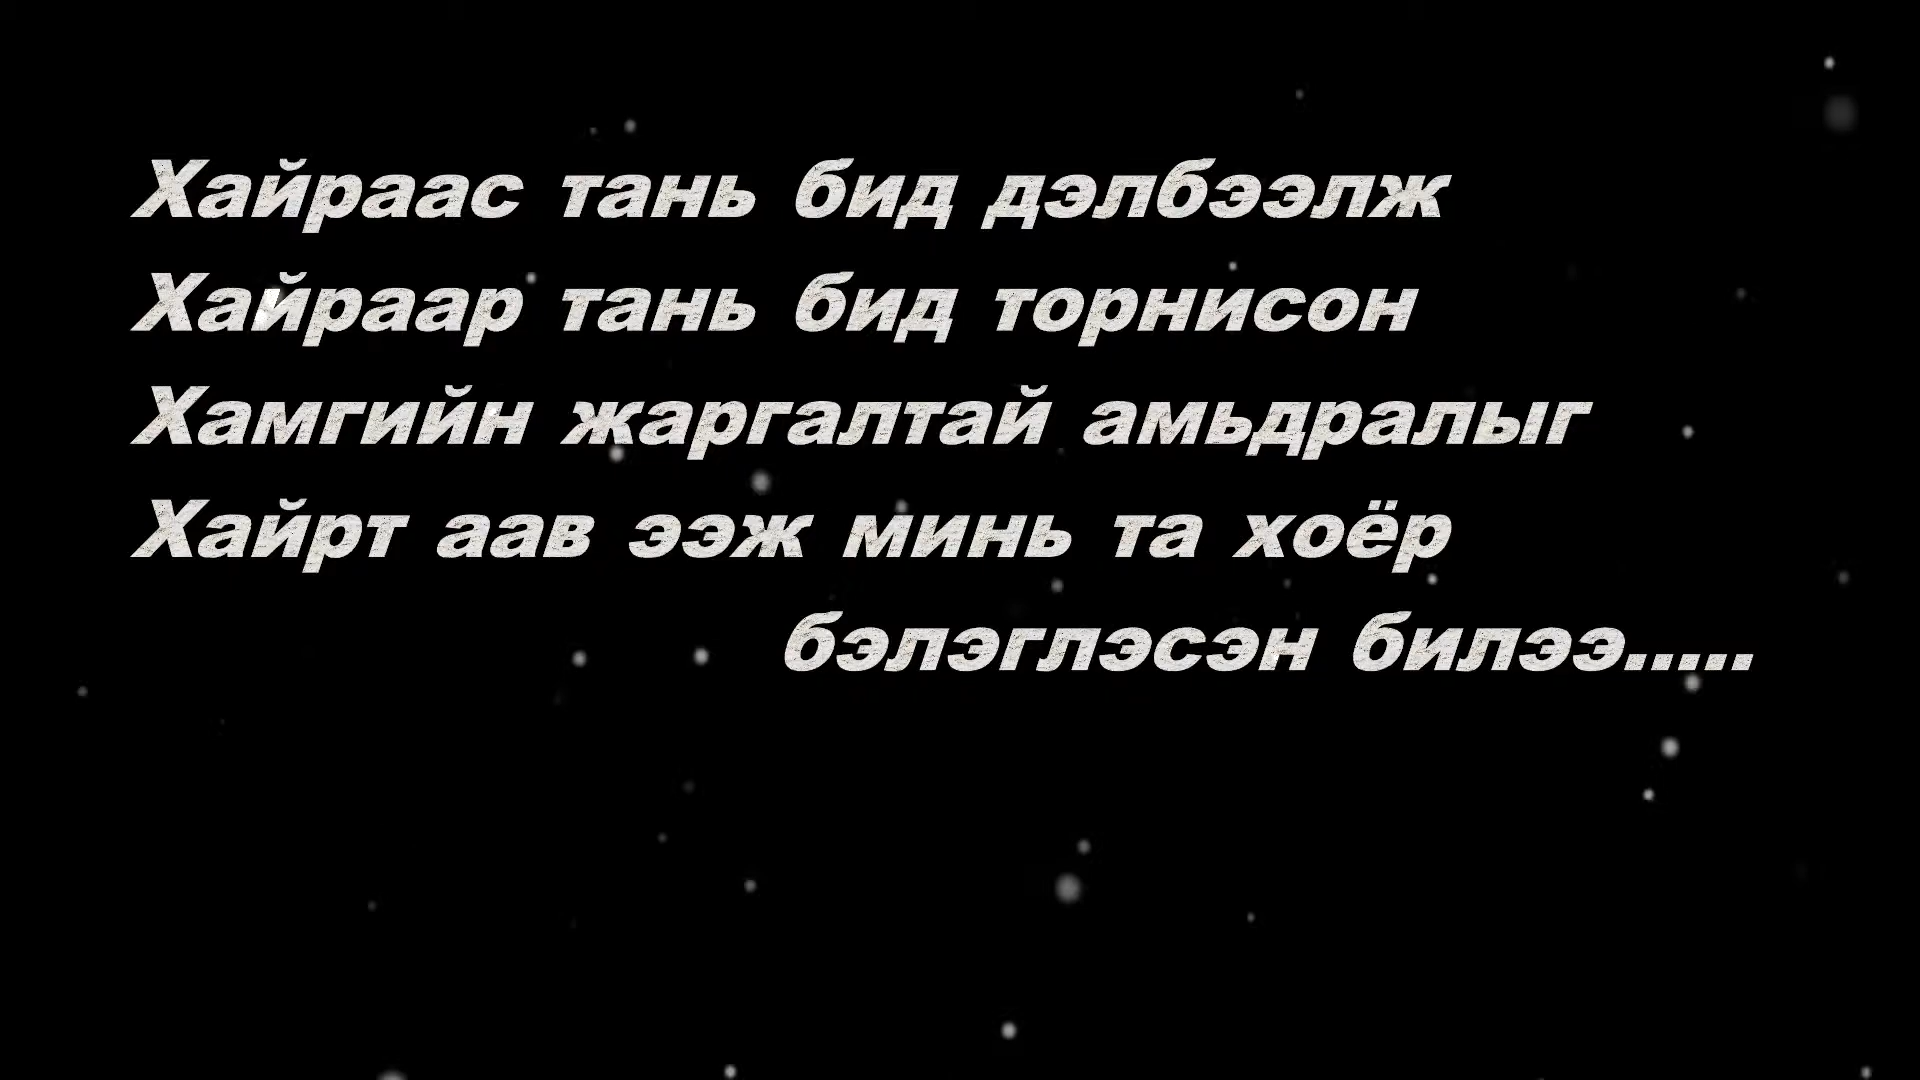 Хайраас тань бид дэлбээлж
Хайраар тань бид торнисон
Хамгийн жаргалтай амьдралыг
Хайрт аав ээж минь та хоёр
бэлэглэсэн билээ.....